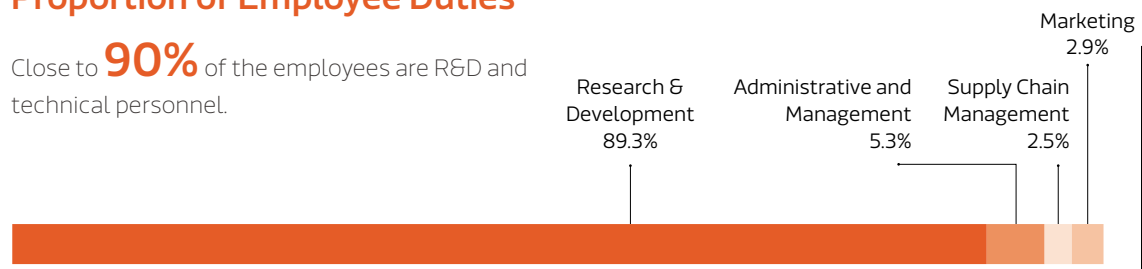 Proportion of Employee Duties
Close to 90% of the employees are R&D and
technical personnel.
Research &
Development
89.3%
Administrative and
Management
5.3%
Supply Chain
Management
2.5%
Marketing
2.9%